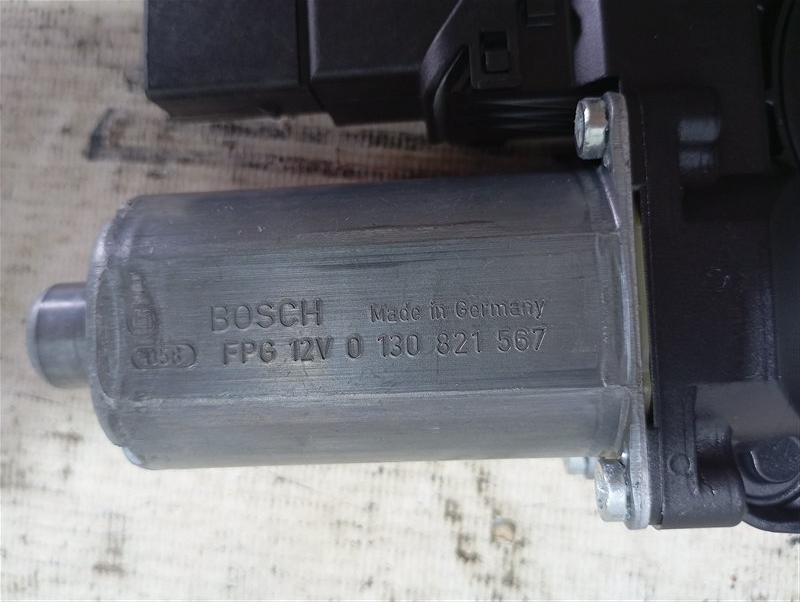 BOSCH Made in Germany
FPG 12V 0 130 821 567